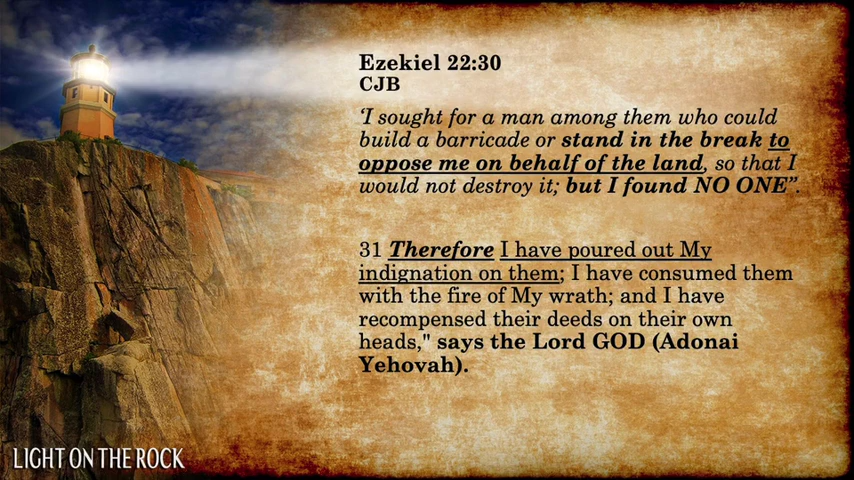 Ezekiel 22:30
CJB
‘I sought for a man among them who could
build a barricade or stand in the break to
oppose me on behalf of the land, so that I
would not destroy it; but I found NO ONE”.
31 Therefore I have poured out My
indignation on them; I have consumed them
with the fire of My wrath; and I have
recompensed their deeds on their own
heads," says the Lord GOD (Adonai
Yehovah).
LIGHT ON THE ROCK